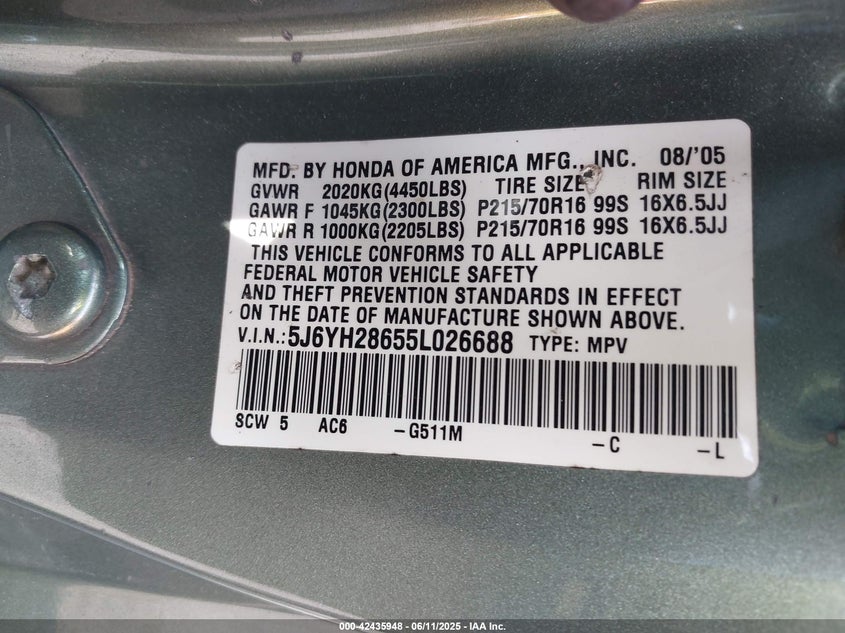 MFD. BY HONDA OF AMERICA MFG., INC. 08/'05
GVWR 2020KG(4450LBS) TIRE SIZE RIM SIZE
GAWR F 1045KG(2300LBS) P215/70R16 99S 16X6.5JJ
GAWR R 1000KG(2205LBS) P215/70R16 99S 16X6.5JJ
THIS VEHICLE CONFORMS TO ALL APPLICABLE
FEDERAL MOTOR VEHICLE SAFETY
AND THEFT PREVENTION STANDARDS IN EFFECT
ON THE DATE OF MANUFACTURE SHOWN ABOVE.
V.I.N.: 5J6YH28655L026688 TYPE: MPV
SCW 5 AC6 -G511M -C -L
000-42435948 - 06/11/2025 - IAA Inc.